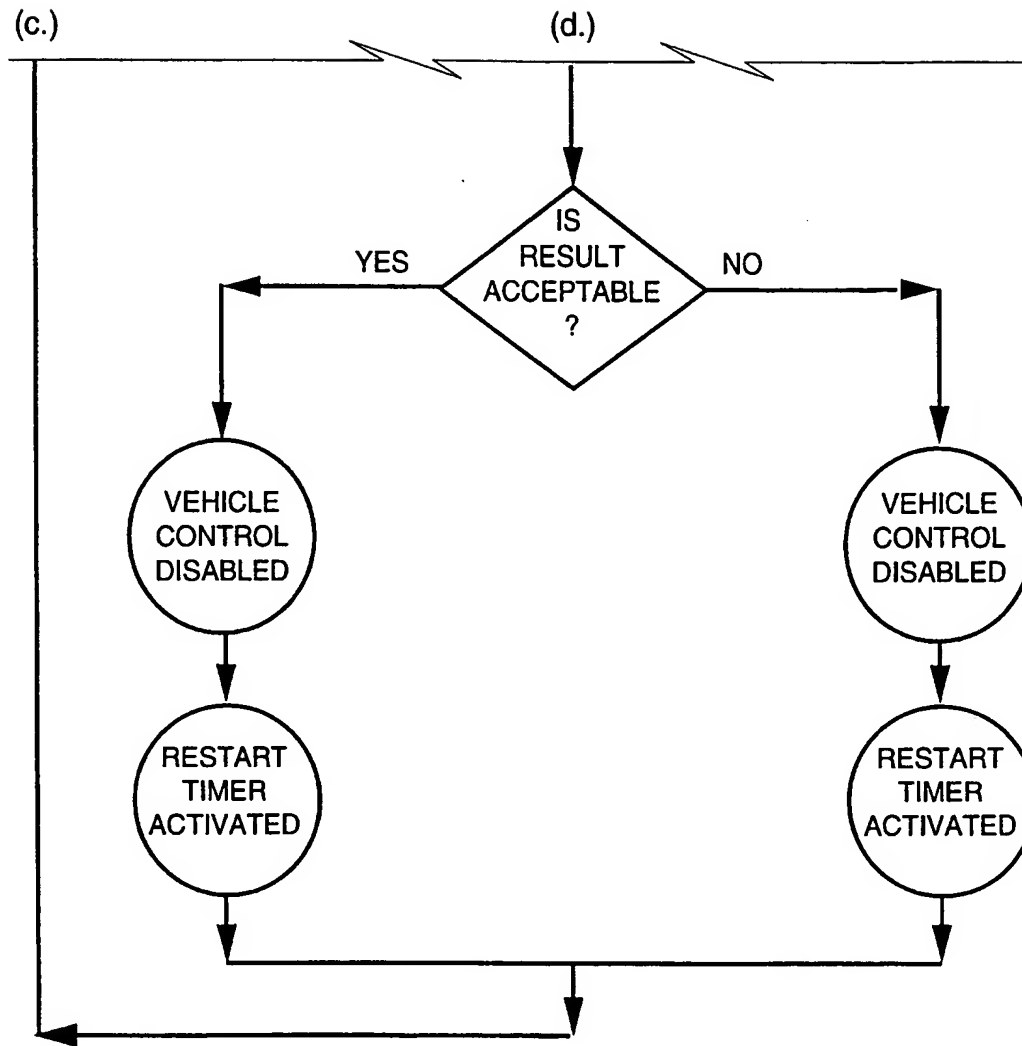 (c.)
(d.)
IS
RESULT
ACCEPTABLE
?
YES
NO
VEHICLE
CONTROL
DISABLED
VEHICLE
CONTROL
DISABLED
RESTART
TIMER
ACTIVATED
RESTART
TIMER
ACTIVATED